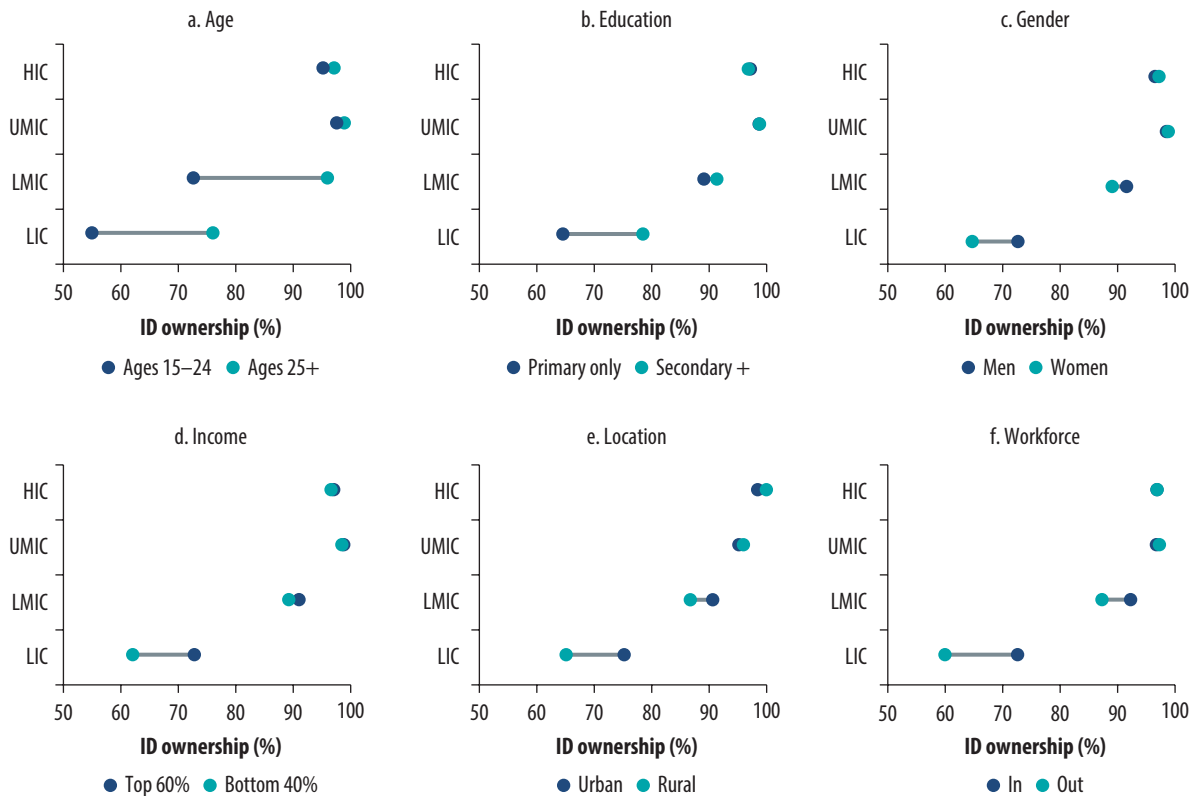 a. Age
HIC
UMIC
LMIC
LIC
50 60 70 80 90 100
ID ownership (%)
Ages 15–24 Ages 25+
b. Education
HIC
UMIC
LMIC
LIC
50 60 70 80 90 100
ID ownership (%)
Primary only Secondary +
c. Gender
HIC
UMIC
LMIC
LIC
50 60 70 80 90 100
ID ownership (%)
Men Women
d. Income
HIC
UMIC
LMIC
LIC
50 60 70 80 90 100
ID ownership (%)
Top 60% Bottom 40%
e. Location
HIC
UMIC
LMIC
LIC
50 60 70 80 90 100
ID ownership (%)
Urban Rural
f. Workforce
HIC
UMIC
LMIC
LIC
50 60 70 80 90 100
ID ownership (%)
In Out